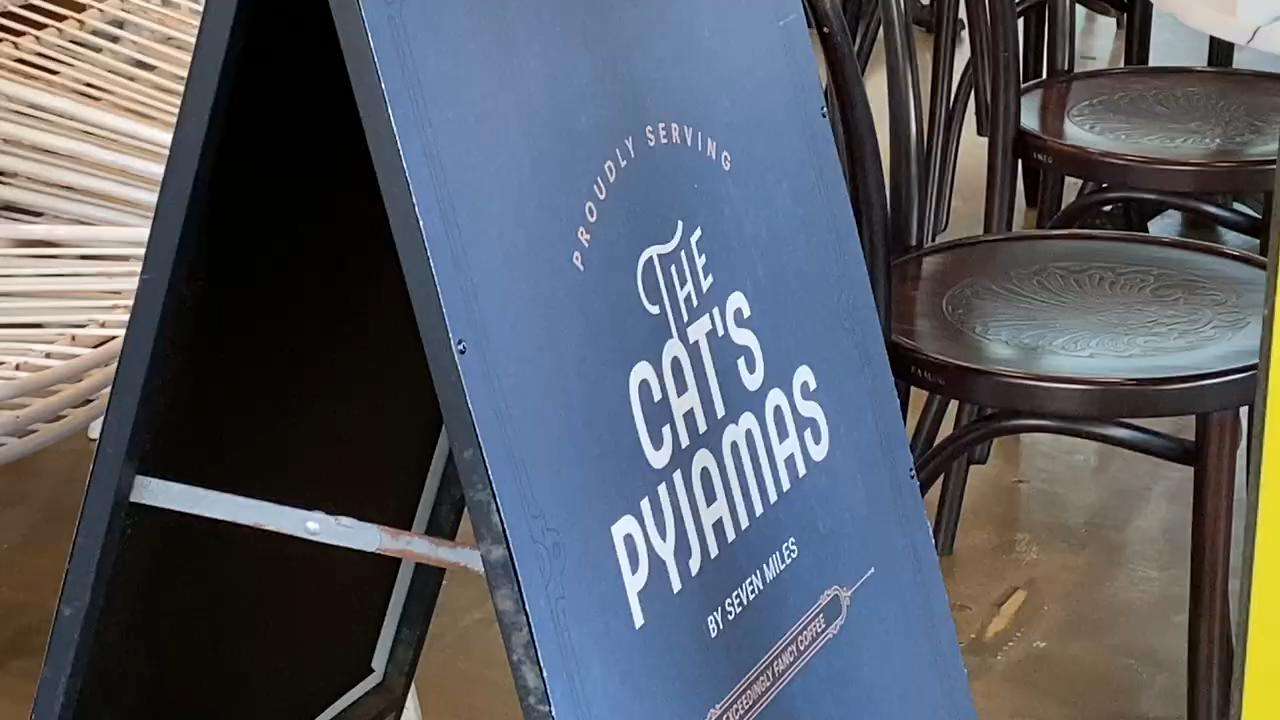 PROUDLY SERVING
THE
CAT'S
PYJAMAS
BY SEVEN MILES
EXCEEDINGLY FANCY COFFEE